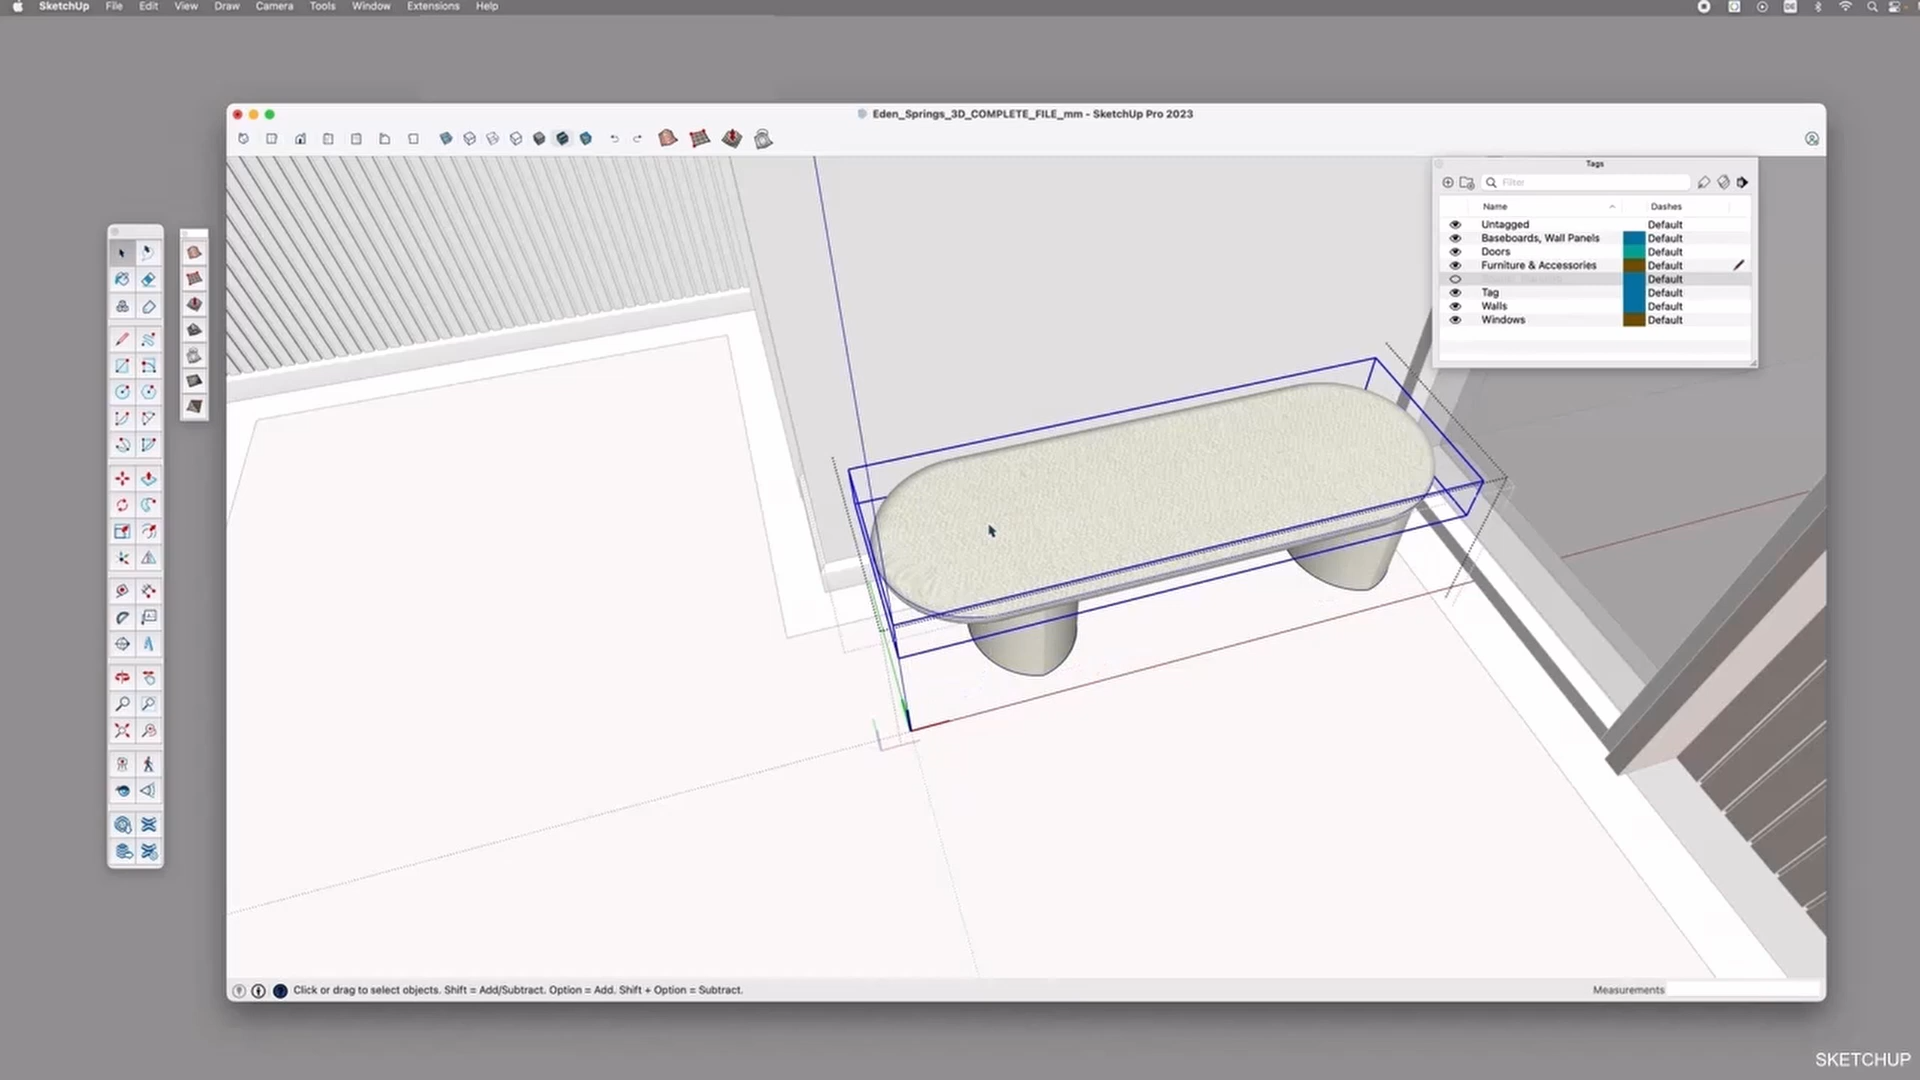 SketchUp File Edit View Draw Camera Tools Window Extensions Help
Eden_Springs_3D_COMPLETE_FILE_mm - SketchUp Pro 2023
Tags
Filter
Name Dashes
Untagged Default
Baseboards, Wall Panels Default
Doors Default
Furniture & Accessories Default
Default
Tag Default
Walls Default
Windows Default
Click or drag to select objects. Shift = Add/Subtract. Option = Add. Shift + Option = Subtract.
Measurements
SKETCHUP